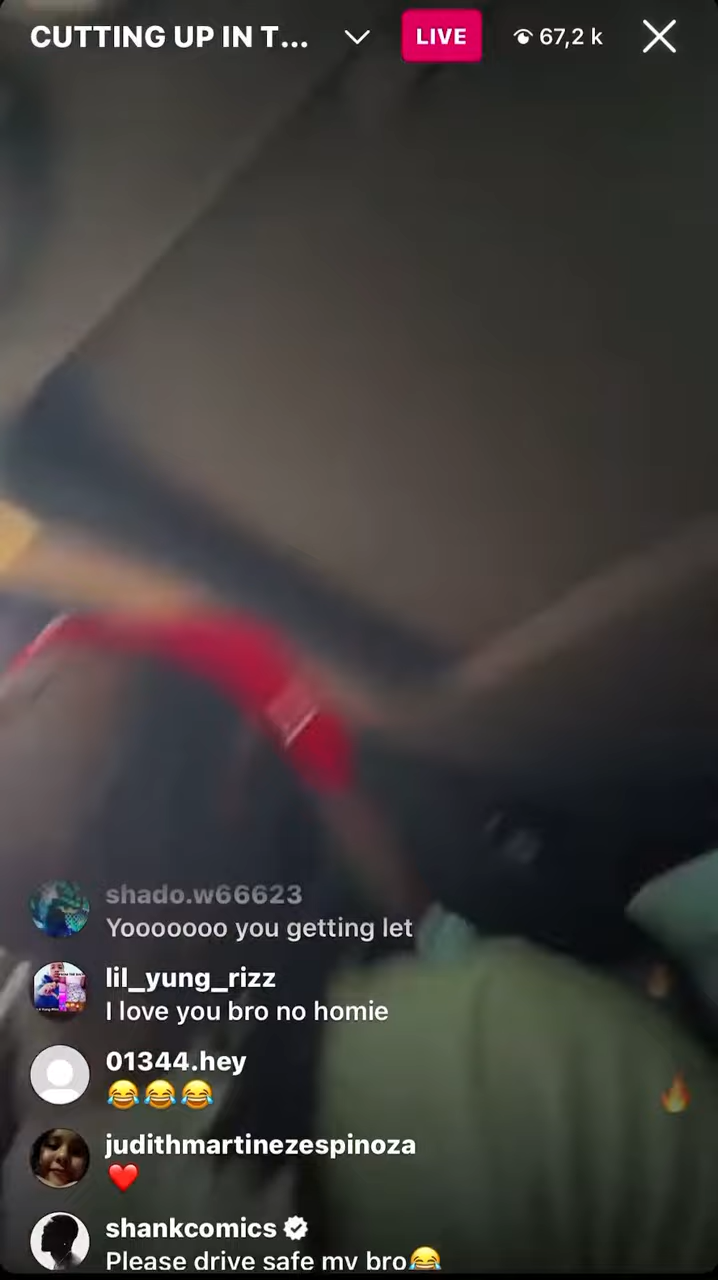 CUTTING UP IN T...
LIVE
67,2 k
shado.w66623
Yooooooo you getting let
lil_yung_rizz
I love you bro no homie
01344.hey
😂😂😂
judithmartinezespinoza
❤️
shankcomics
Please drive safe my bro😂